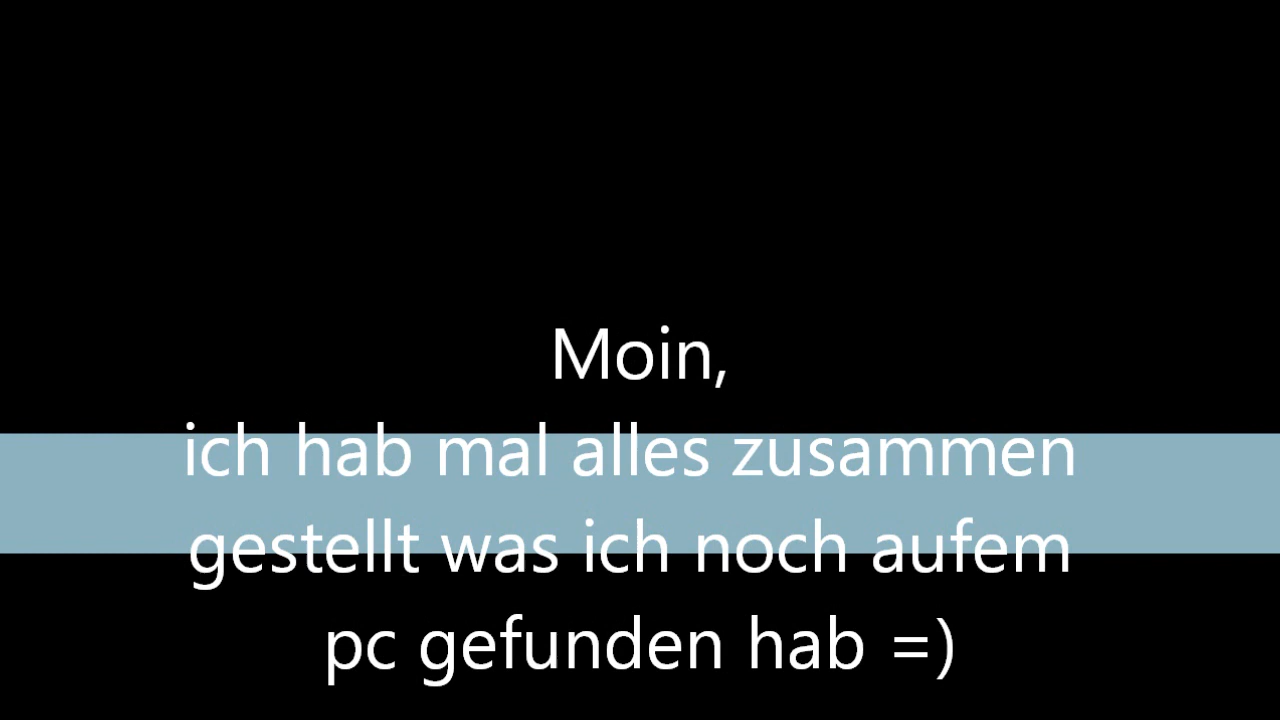 Moin,
ich hab mal alles zusammen
gestellt was ich noch aufem
pc gefunden hab =)